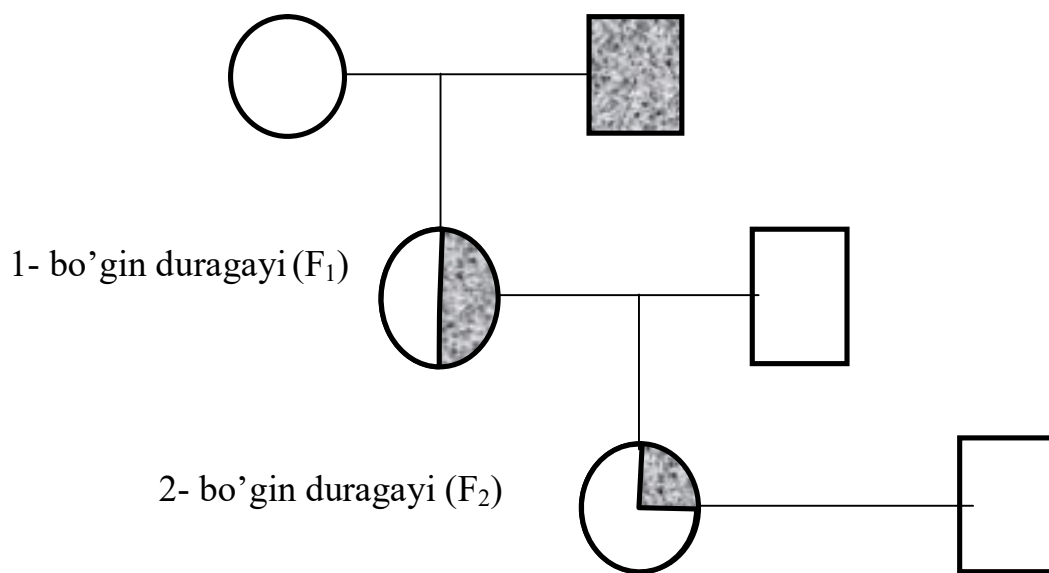 1- bo’gin duragayi (F₁)
2- bo’gin duragayi (F₂)